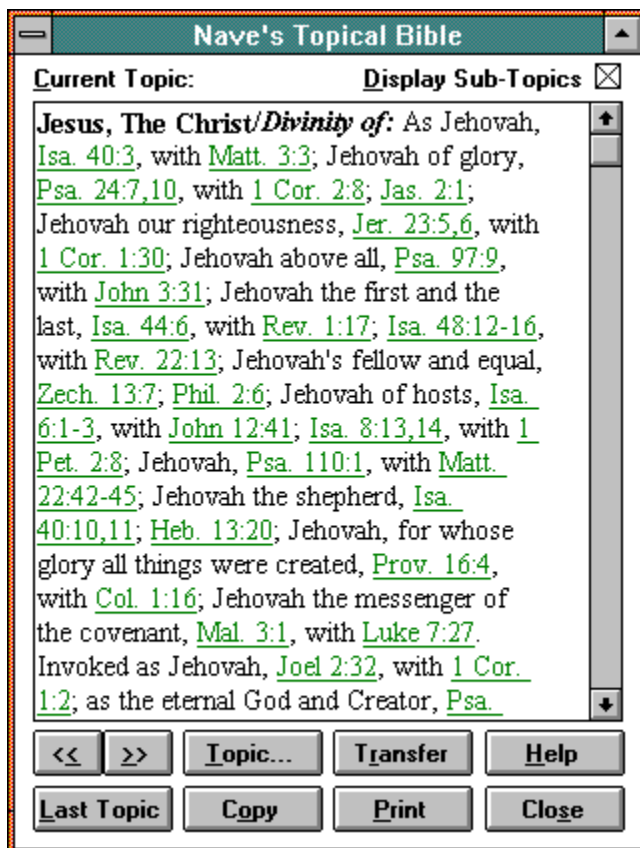 Nave's Topical Bible
Current Topic: Display Sub-Topics
Jesus, The Christ/Divinity of: As Jehovah,
Isa. 40:3, with Matt. 3:3; Jehovah of glory,
Psa. 24:7,10, with 1 Cor. 2:8; Jas. 2:1;
Jehovah our righteousness, Jer. 23:5,6, with
1 Cor. 1:30; Jehovah above all, Psa. 97:9,
with John 3:31; Jehovah the first and the
last, Isa. 44:6, with Rev. 1:17; Isa. 48:12-16,
with Rev. 22:13; Jehovah's fellow and equal,
Zech. 13:7; Phil. 2:6; Jehovah of hosts, Isa.
6:1-3, with John 12:41; Isa. 8:13,14, with 1
Pet. 2:8; Jehovah, Psa. 110:1, with Matt.
22:42-45; Jehovah the shepherd, Isa.
40:10,11; Heb. 13:20; Jehovah, for whose
glory all things were created, Prov. 16:4,
with Col. 1:16; Jehovah the messenger of
the covenant, Mal. 3:1, with Luke 7:27.
Invoked as Jehovah, Joel 2:32, with 1 Cor.
1:2; as the eternal God and Creator, Psa.
<< >> Topic... Transfer Help
Last Topic Copy Print Close